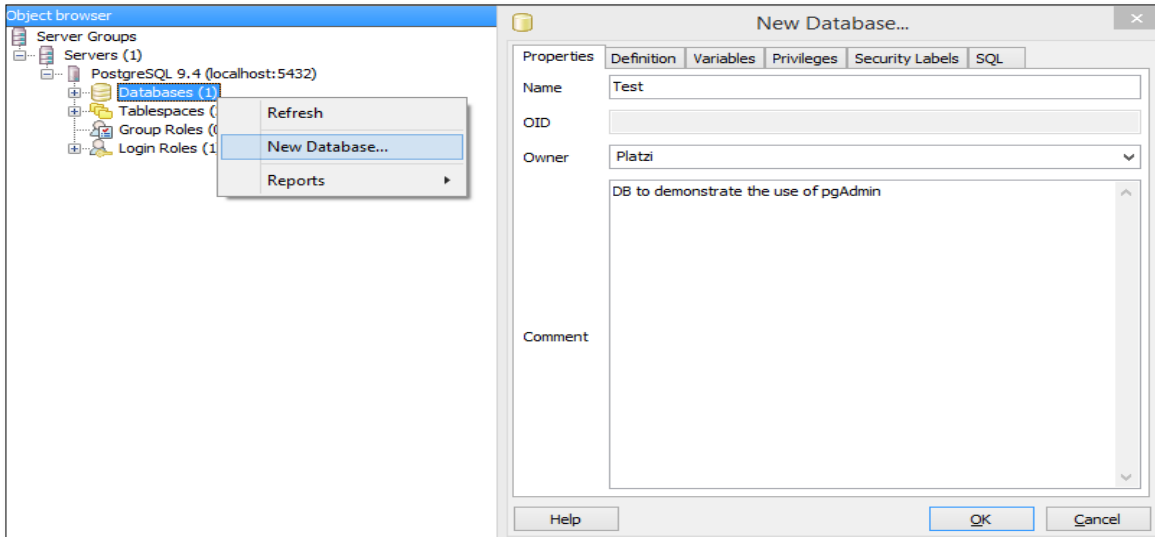 Object browser
Server Groups
Servers (1)
PostgreSQL 9.4 (localhost:5432)
Databases (1)
Tablespaces (
Group Roles (
Login Roles (1
Refresh
New Database...
Reports
New Database...
Properties Definition Variables Privileges Security Labels SQL
Name Test
OID
Owner Platzi
DB to demonstrate the use of pgAdmin
Comment
Help OK Cancel